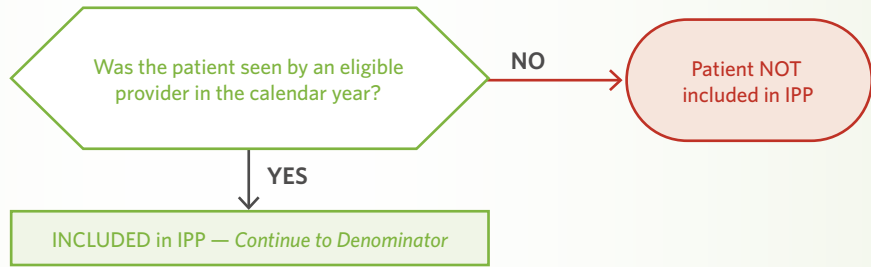 Was the patient seen by an eligible
provider in the calendar year?
NO
Patient NOT
included in IPP
YES
INCLUDED in IPP — Continue to Denominator